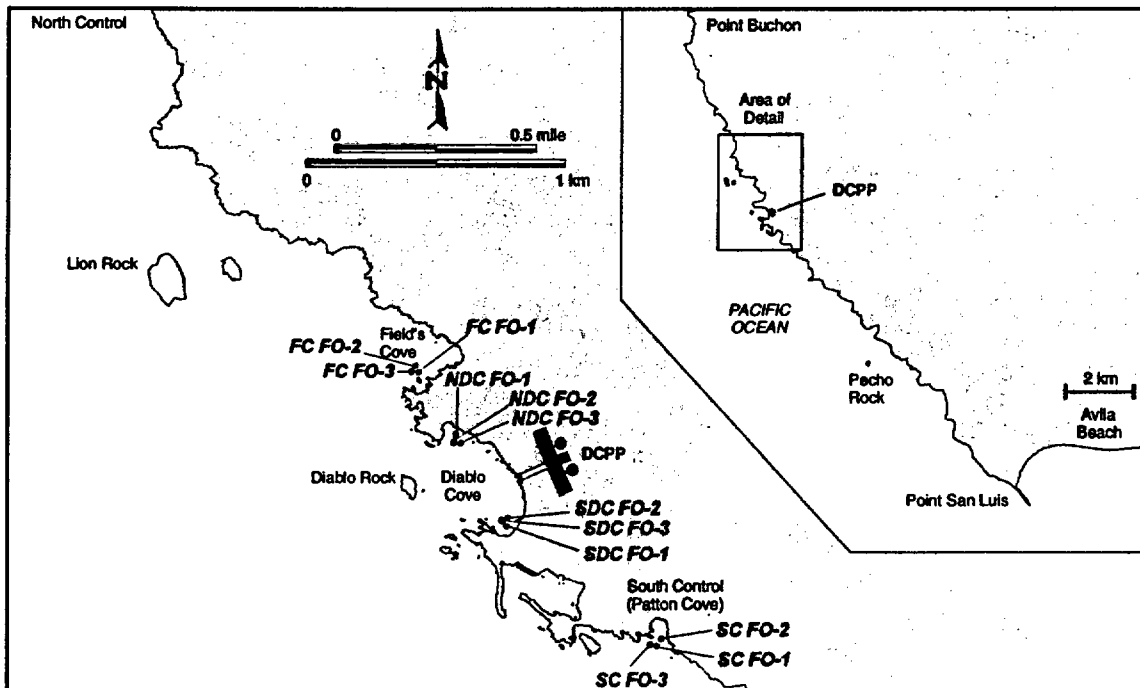 North Control
N
0
0.5 mile
0
1 km
Lion Rock
Field's
Cove
FC FO-1
FC FO-2
FC FO-3
NDC FO-1
NDC FO-2
NDC FO-3
DCPP
Diablo Rock
Diablo
Cove
SDC FO-2
SDC FO-3
SDC FO-1
South Control
(Patton Cove)
SC FO-2
SC FO-1
SC FO-3
Point Buchon
Area of
Detail
DCPP
PACIFIC
OCEAN
Pecho
Rock
2 km
Avila
Beach
Point San Luis